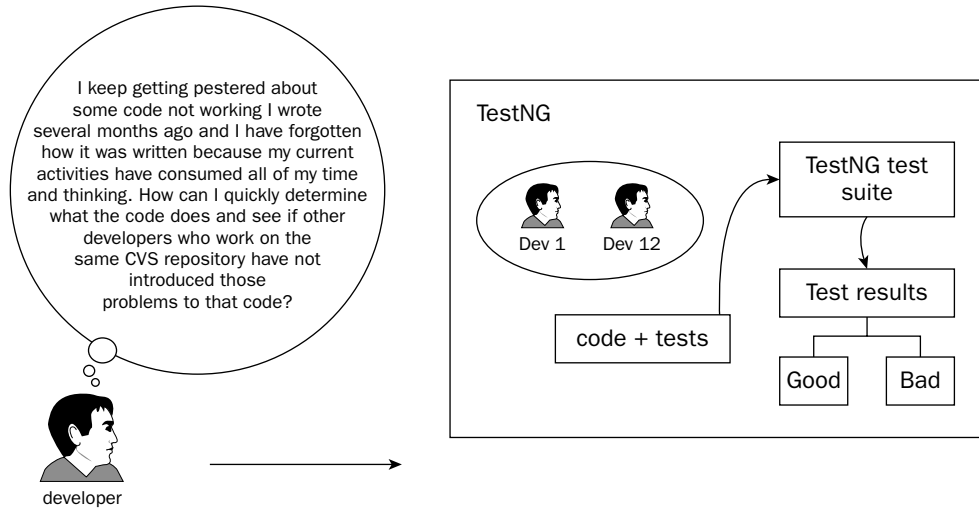 I keep getting pestered about
some code not working I wrote
several months ago and I have forgotten
how it was written because my current
activities have consumed all of my time
and thinking. How can I quickly determine
what the code does and see if other
developers who work on the
same CVS repository have not
introduced those
problems to that code?
developer
TestNG
Dev 1
Dev 12
code + tests
TestNG test
suite
Test results
Good
Bad